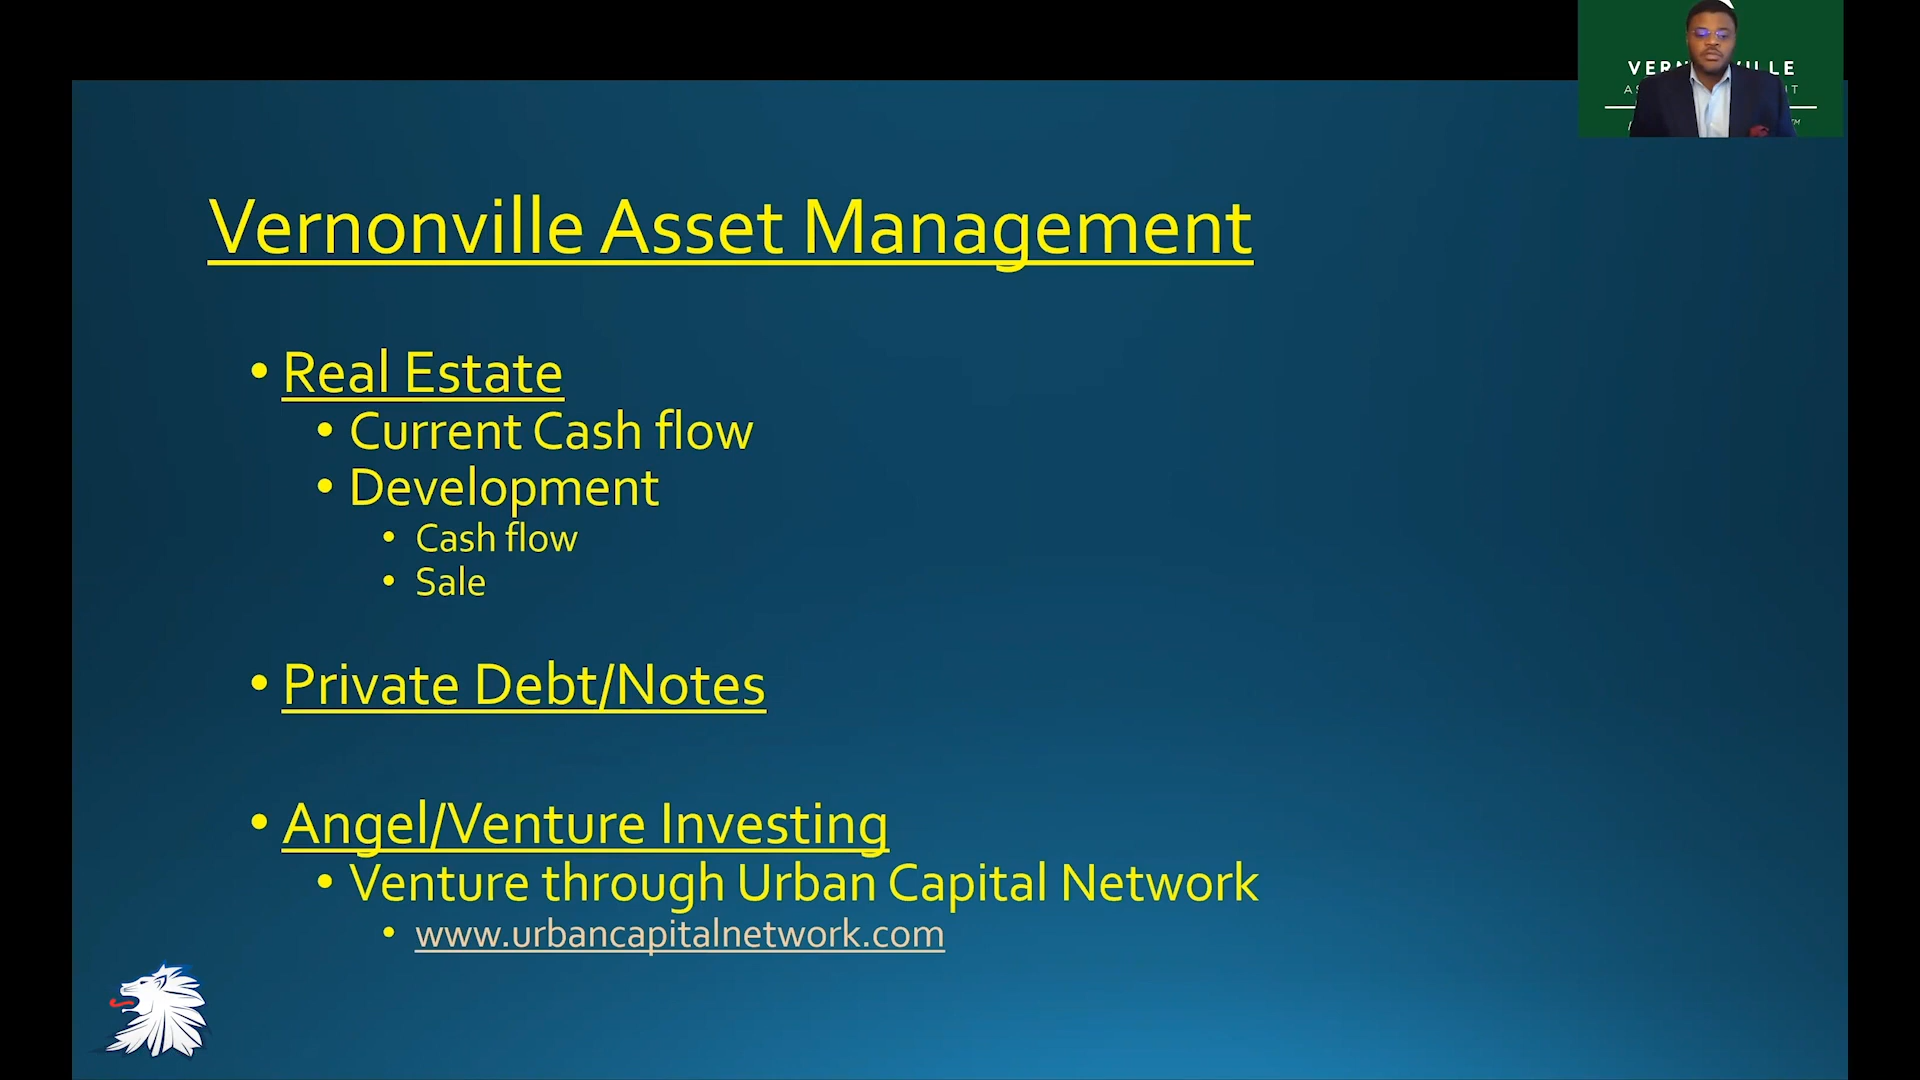 Vernonville Asset Management
• Real Estate
• Current Cash flow
• Development
• Cash flow
• Sale
• Private Debt/Notes
• Angel/Venture Investing
• Venture through Urban Capital Network
• www.urbancapitalnetwork.com